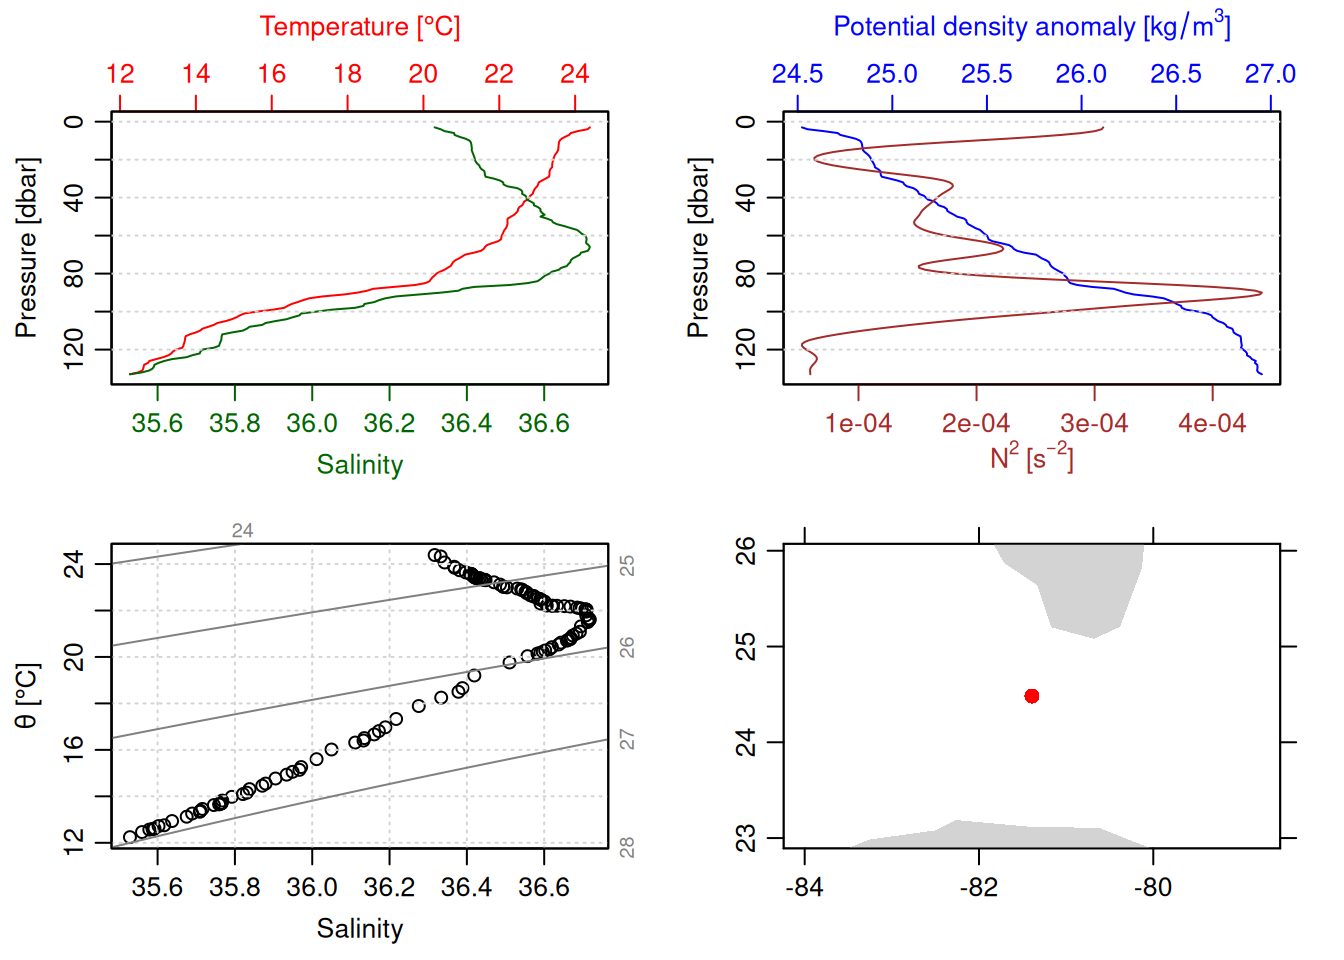 Temperature [°C]
12 14 16 18 20 22 24
0
40
80
120
Pressure [dbar]
35.6 35.8 36.0 36.2 36.4 36.6
Salinity
Potential density anomaly [kg/m³]
24.5 25.0 25.5 26.0 26.5 27.0
0
40
80
120
Pressure [dbar]
1e-04 2e-04 3e-04 4e-04
N² [s⁻²]
24
25
26
27
28
24
20
16
12
θ [°C]
35.6 35.8 36.0 36.2 36.4 36.6
Salinity
26
25
24
23
-84 -82 -80